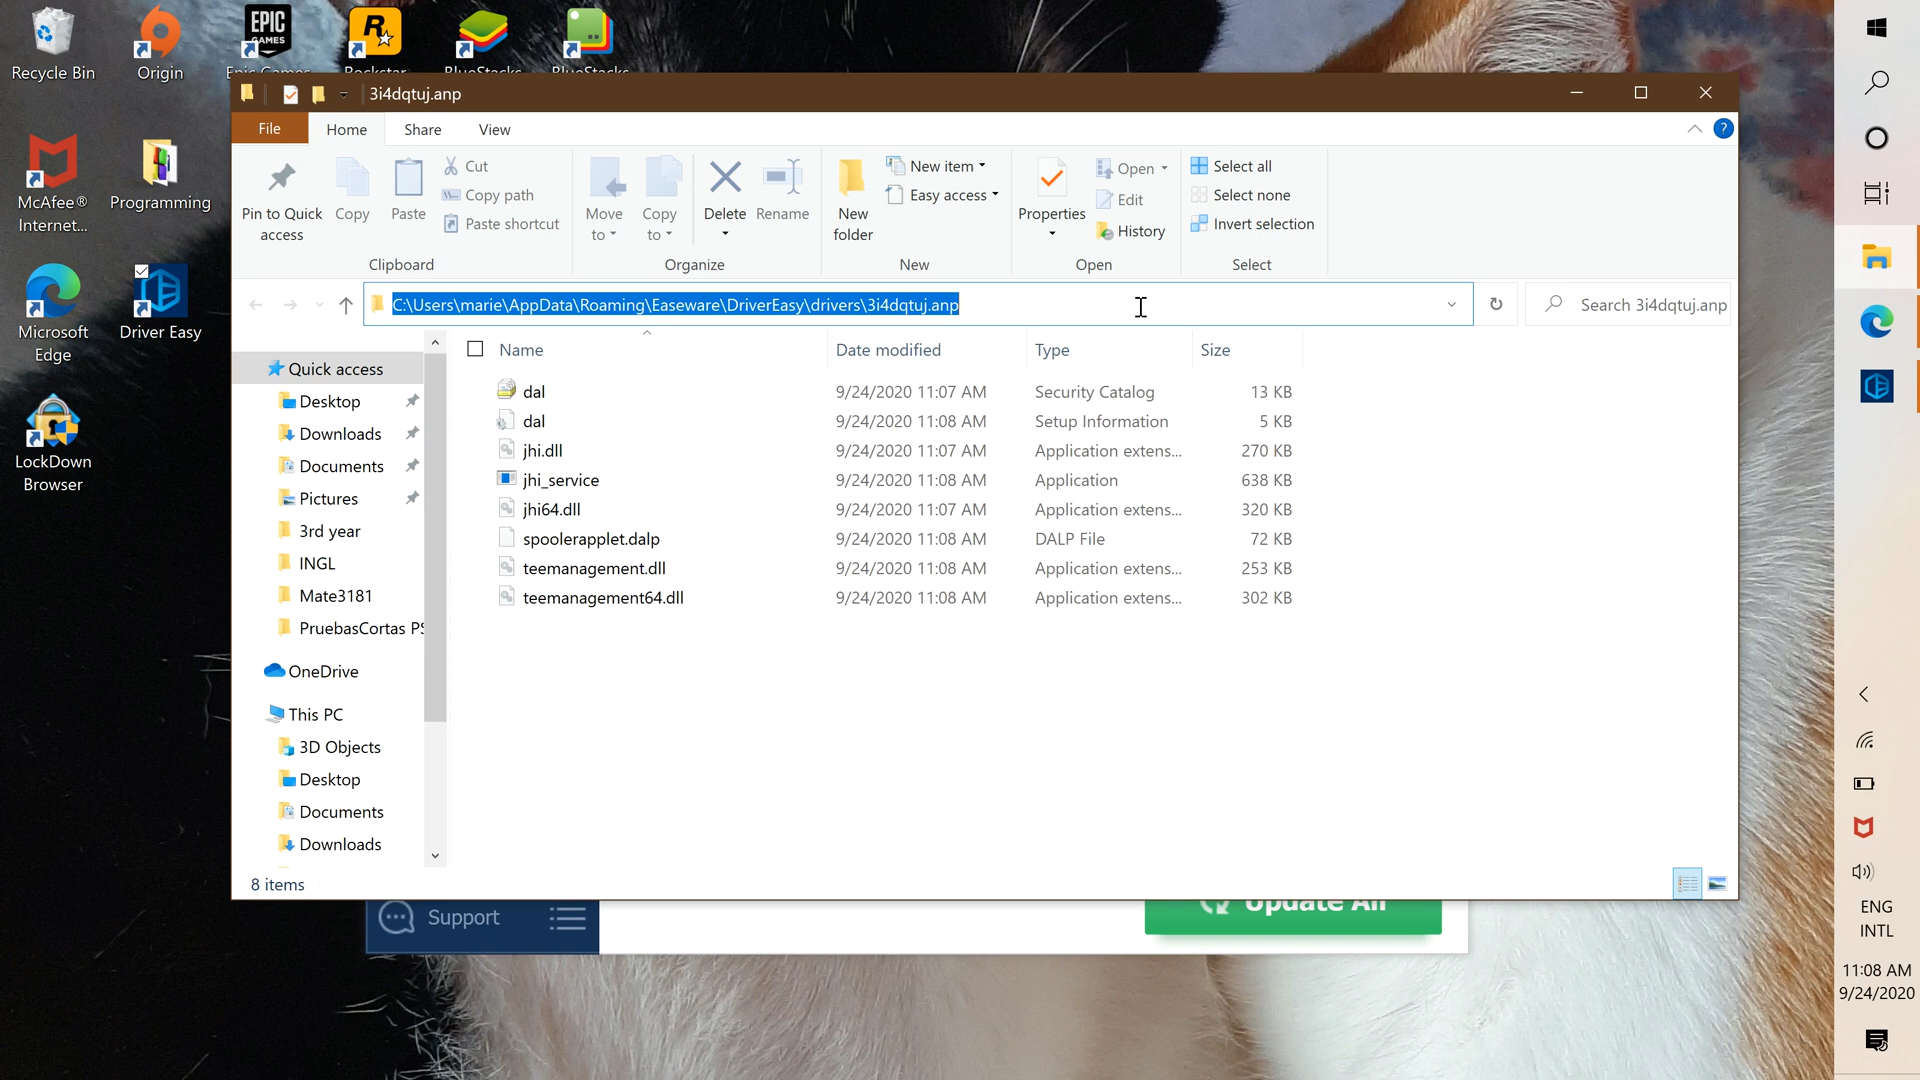 Recycle Bin
Origin
EPIC
GAMES
Epic Games
Rockstar
BlueStacks
BlueStacks
McAfee®
Internet...
Programming
Microsoft
Edge
Driver Easy
LockDown
Browser
3i4dqtuj.anp
File
Home
Share
View
Pin to Quick
access
Copy
Paste
Cut
Copy path
Paste shortcut
Clipboard
Move
to
Copy
to
Delete
Rename
Organize
New
folder
New item
Easy access
New
Properties
Open
Edit
History
Open
Select all
Select none
Invert selection
Select
C:\Users\marie\AppData\Roaming\Easeware\DriverEasy\drivers\3i4dqtuj.anp
Search 3i4dqtuj.anp
Quick access
Desktop
Downloads
Documents
Pictures
3rd year
INGL
Mate3181
PruebasCortas PS
OneDrive
This PC
3D Objects
Desktop
Documents
Downloads
Name Date modified Type Size
dal 9/24/2020 11:07 AM Security Catalog 13 KB
dal 9/24/2020 11:08 AM Setup Information 5 KB
jhi.dll 9/24/2020 11:07 AM Application extens... 270 KB
jhi_service 9/24/2020 11:08 AM Application 638 KB
jhi64.dll 9/24/2020 11:07 AM Application extens... 320 KB
spoolerapplet.dalp 9/24/2020 11:08 AM DALP File 72 KB
teemanagement.dll 9/24/2020 11:08 AM Application extens... 253 KB
teemanagement64.dll 9/24/2020 11:08 AM Application extens... 302 KB
8 items
Support
Update All
ENG
INTL
11:08 AM
9/24/2020